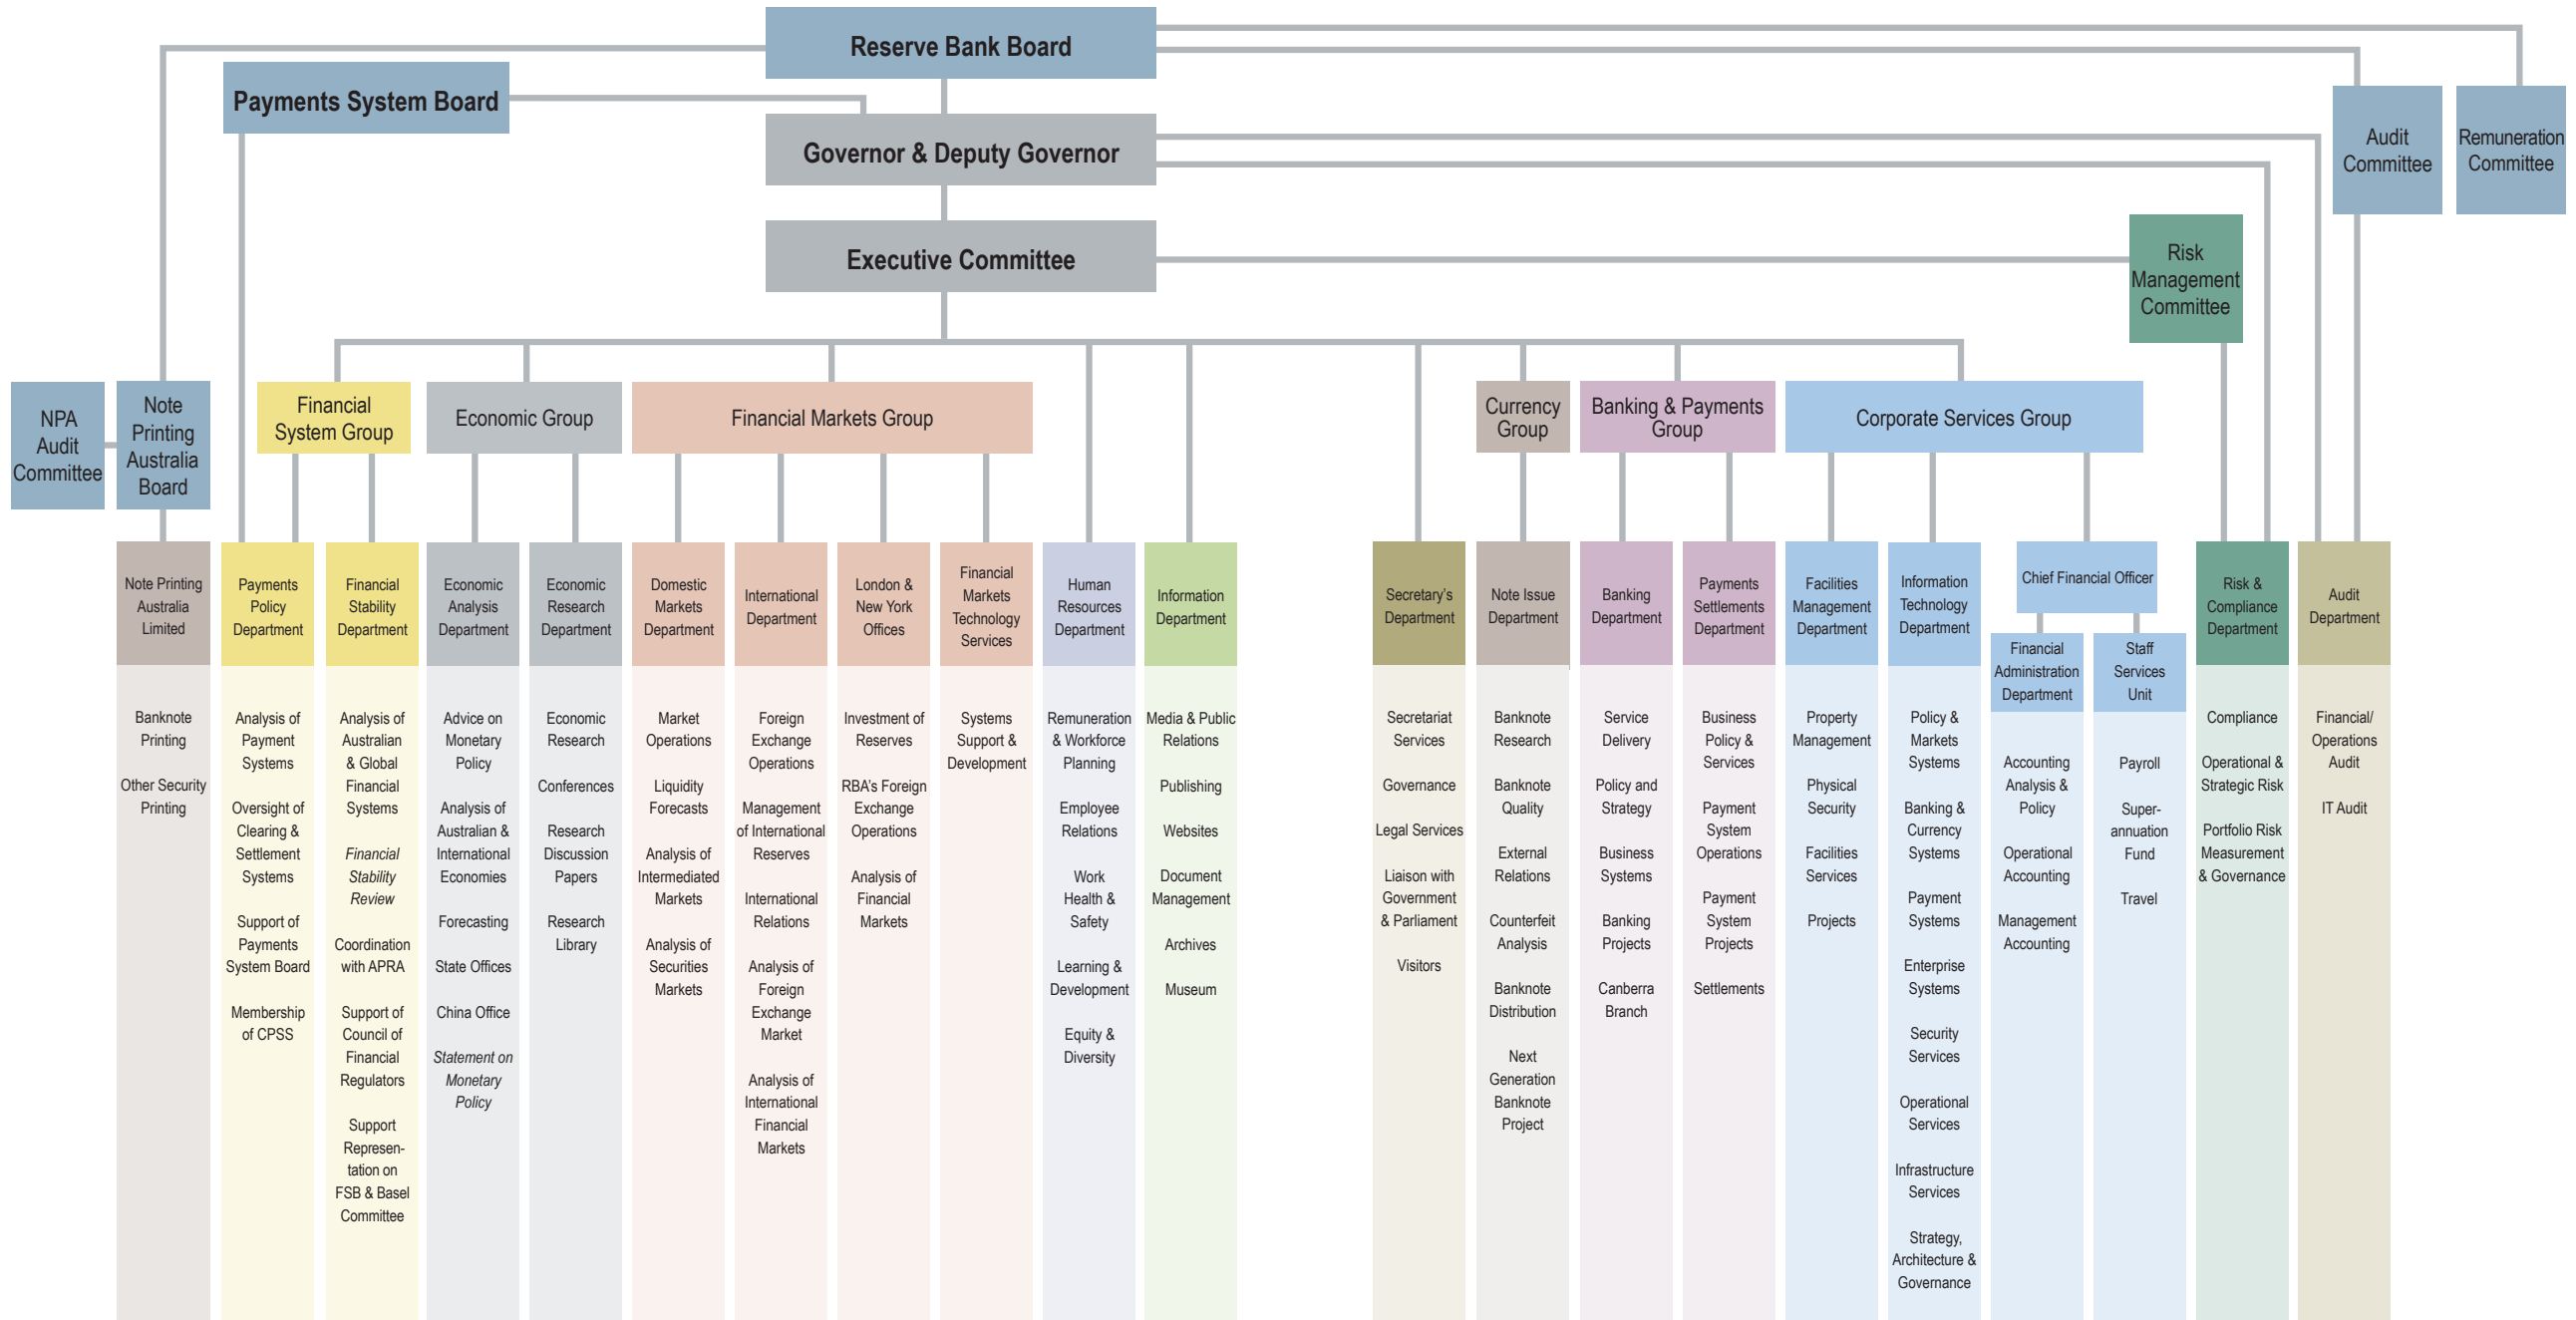 Reserve Bank Board
Payments System Board
Governor & Deputy Governor
Audit
Committee
Remuneration
Committee
Executive Committee
Risk
Management
Committee
NPA
Audit
Committee
Note
Printing
Australia
Board
Financial
System Group
Economic Group
Financial Markets Group
Currency
Group
Banking & Payments
Group
Corporate Services Group
Note Printing
Australia
Limited
Payments
Policy
Department
Financial
Stability
Department
Economic
Analysis
Department
Economic
Research
Department
Domestic
Markets
Department
International
Department
London &
New York
Offices
Financial
Markets
Technology
Services
Human
Resources
Department
Information
Department
Secretary’s
Department
Note Issue
Department
Banking
Department
Payments
Settlements
Department
Facilities
Management
Department
Information
Technology
Department
Chief Financial Officer
Financial
Administration
Department
Staff
Services
Unit
Risk &
Compliance
Department
Audit
Department
Banknote
Printing
Other Security
Printing
Analysis of
Payment
Systems
Oversight of
Clearing &
Settlement
Systems
Support of
Payments
System Board
Membership
of CPSS
Analysis of
Australian
& Global
Financial
Systems
Financial
Stability
Review
Coordination
with APRA
Support of
Council of
Financial
Regulators
Support
Represen-
tation on
FSB & Basel
Committee
Advice on
Monetary
Policy
Analysis of
Australian &
International
Economies
Forecasting
State Offices
China Office
Statement on
Monetary
Policy
Economic
Research
Conferences
Research
Discussion
Papers
Research
Library
Market
Operations
Liquidity
Forecasts
Analysis of
Intermediated
Markets
Analysis of
Securities
Markets
Foreign
Exchange
Operations
Management
of International
Reserves
International
Relations
Analysis of
Foreign
Exchange
Market
Analysis of
International
Financial
Markets
Investment of
Reserves
RBA’s Foreign
Exchange
Operations
Analysis of
Financial
Markets
Systems
Support &
Development
Remuneration
& Workforce
Planning
Employee
Relations
Work
Health &
Safety
Learning &
Development
Equity &
Diversity
Media & Public
Relations
Publishing
Websites
Document
Management
Archives
Museum
Secretariat
Services
Governance
Legal Services
Liaison with
Government
& Parliament
Visitors
Banknote
Research
Banknote
Quality
External
Relations
Counterfeit
Analysis
Banknote
Distribution
Next
Generation
Banknote
Project
Service
Delivery
Policy and
Strategy
Business
Systems
Banking
Projects
Canberra
Branch
Business
Policy &
Services
Payment
System
Operations
Payment
System
Projects
Settlements
Property
Management
Physical
Security
Facilities
Services
Projects
Policy &
Markets
Systems
Banking &
Currency
Systems
Payment
Systems
Enterprise
Systems
Security
Services
Operational
Services
Infrastructure
Services
Strategy,
Architecture &
Governance
Accounting
Analysis &
Policy
Operational
Accounting
Management
Accounting
Payroll
Super-
annuation
Fund
Travel
Compliance
Operational &
Strategic Risk
Portfolio Risk
Measurement
& Governance
Financial/
Operations
Audit
IT Audit